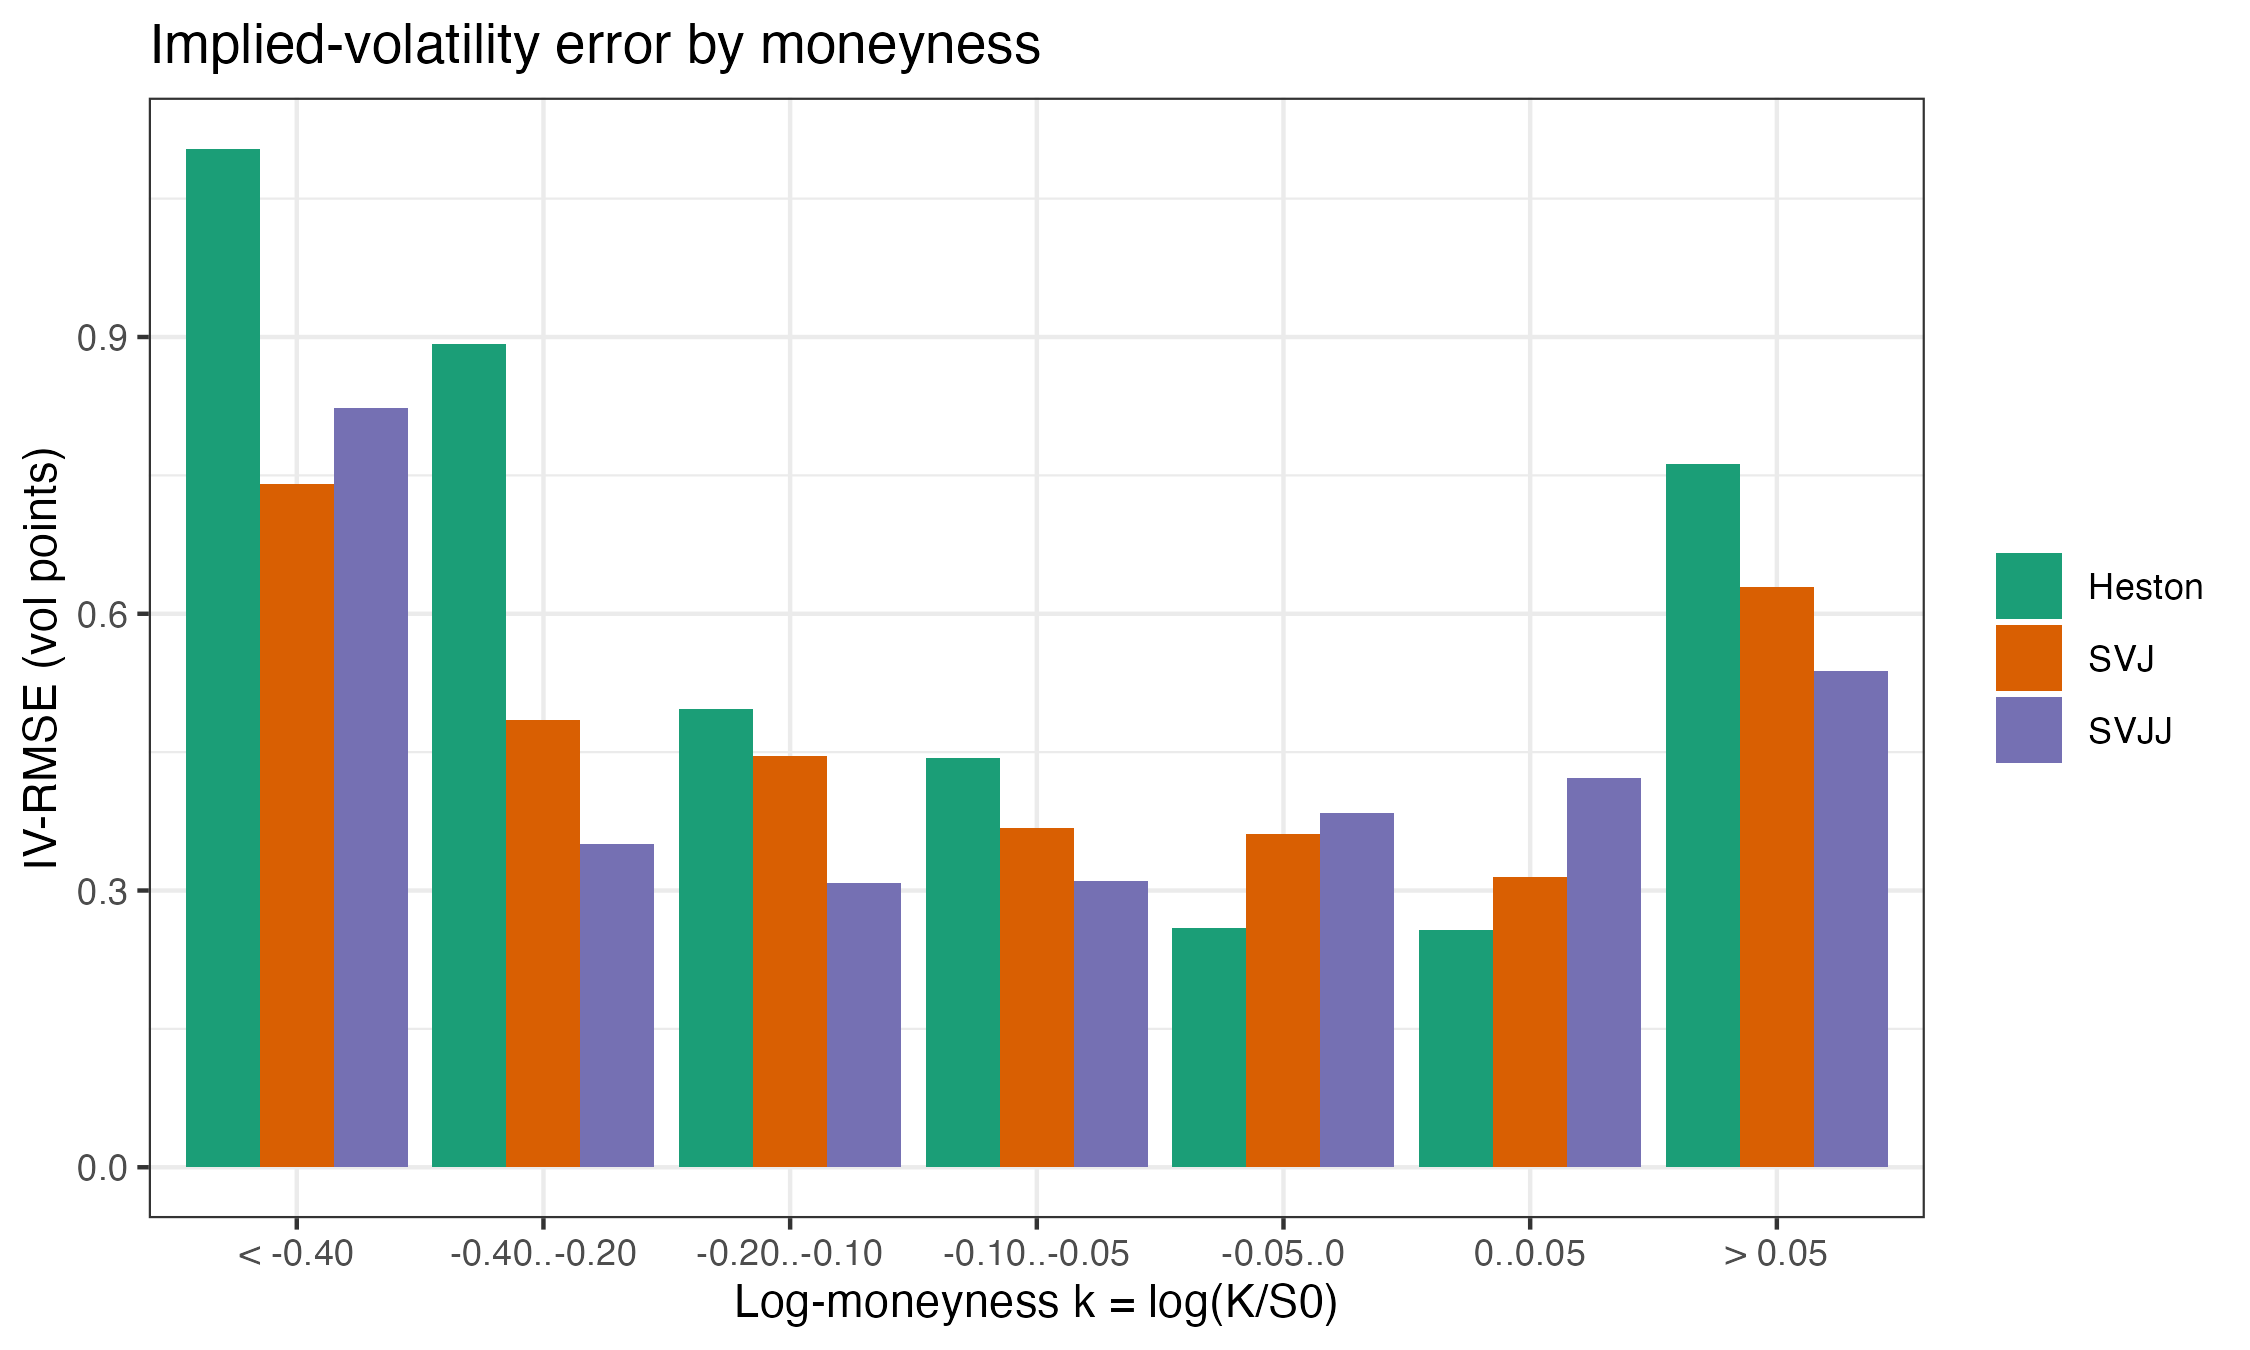 Implied-volatility error by moneyness
IV-RMSE (vol points)
0.9
0.6
0.3
0.0
< -0.40
-0.40..-0.20
-0.20..-0.10
-0.10..-0.05
-0.05..0
0..0.05
> 0.05
Log-moneyness k = log(K/S0)
Heston
SVJ
SVJJ